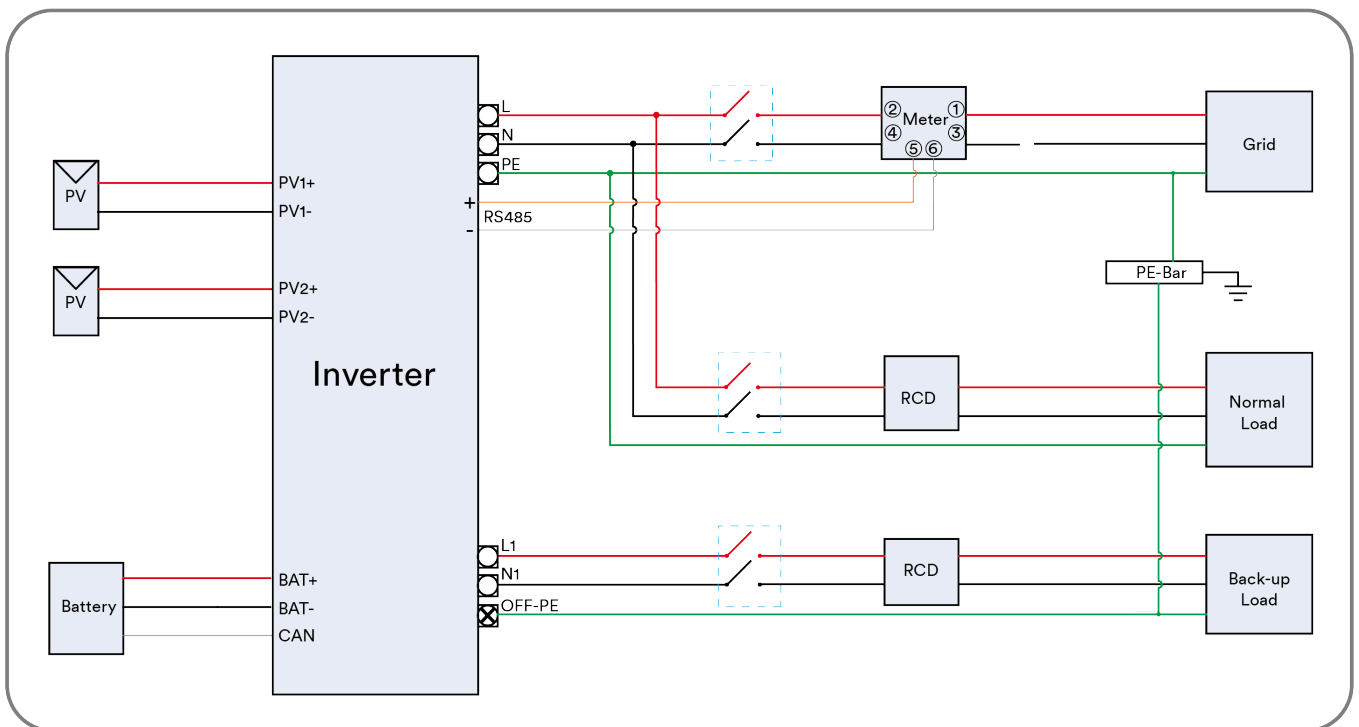 L
② Meter ①
④ ③
⑤ ⑥
Grid
N
PE
PV
PV1+
PV1-
+
RS485
-
PE-Bar
PV
PV2+
PV2-
Inverter
RCD
Normal
Load
L1
N1
OFF-PE
RCD
Back-up
Load
Battery
BAT+
BAT-
CAN